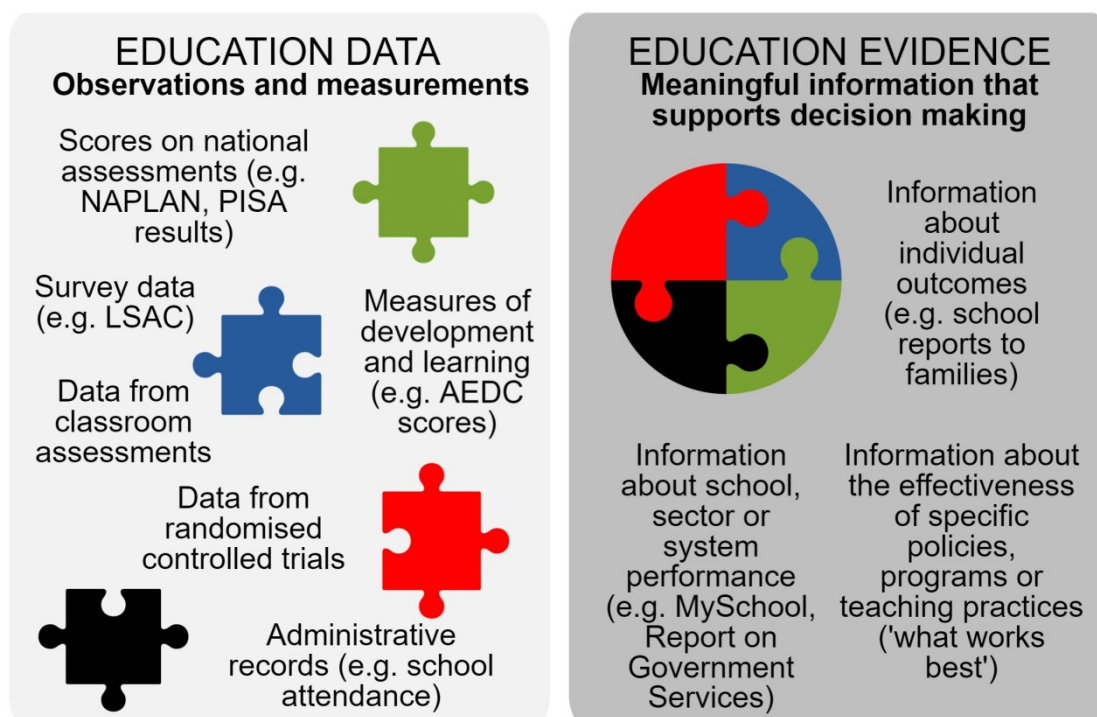 EDUCATION DATA
Observations and measurements
Scores on national
assessments (e.g.
NAPLAN, PISA
results)
Survey data
(e.g. LSAC)
Measures of
development
and learning
(e.g. AEDC
scores)
Data from
classroom
assessments
Data from
randomised
controlled trials
Administrative
records (e.g. school
attendance)
EDUCATION EVIDENCE
Meaningful information that
supports decision making
Information
about
individual
outcomes
(e.g. school
reports to
families)
Information
about school,
sector or
system
performance
(e.g. MySchool,
Report on
Government
Services)
Information about
the effectiveness
of specific
policies,
programs or
teaching practices
('what works
best')